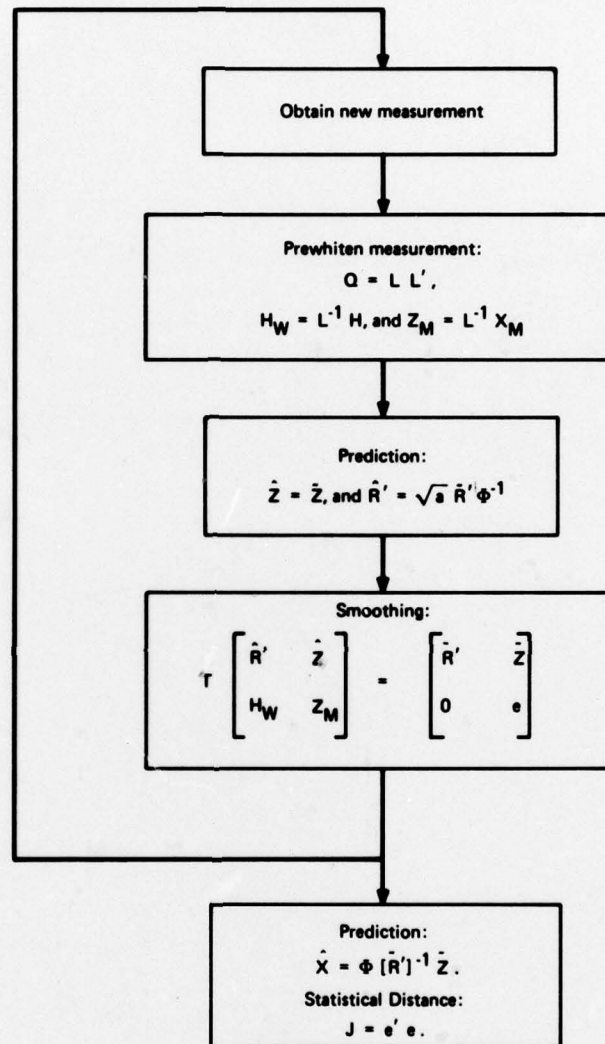 Obtain new measurement
Prewhiten measurement:
Q = L L′ ,
H_W = L⁻¹ H, and Z_M = L⁻¹ X_M
Prediction:
Ẑ = Z̄, and R̂′ = √a R̄′ Φ⁻¹
Smoothing:
T [ R̂′ Ẑ ; H_W Z_M ] = [ R̄′ Z̄ ; 0 e ]
Prediction:
X̂ = Φ [R̄′]⁻¹ Z̄ .
Statistical Distance:
J = e′ e .